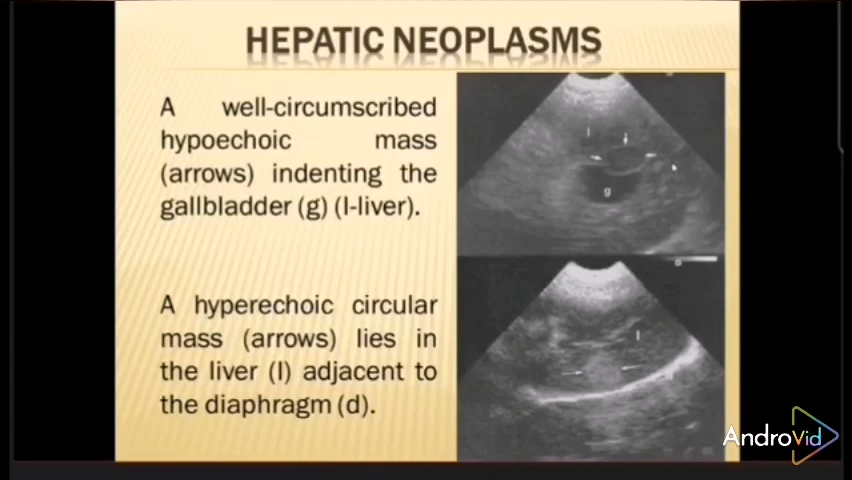 HEPATIC NEOPLASMS
A well-circumscribed
hypoechoic mass
(arrows) indenting the
gallbladder (g) (l-liver).
l
g
A hyperechoic circular
mass (arrows) lies in
the liver (l) adjacent to
the diaphragm (d).
l
AndroVid